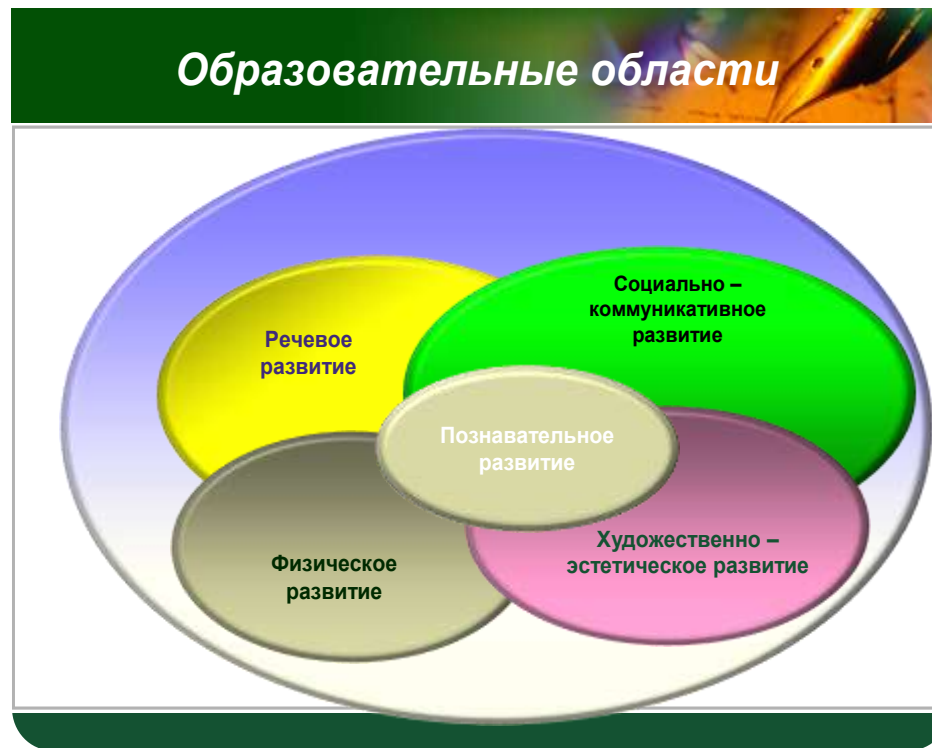 Образовательные области
Социально –
коммуникативное
развитие
Речевое
развитие
Познавательное
развитие
Художественно –
эстетическое развитие
Физическое
развитие